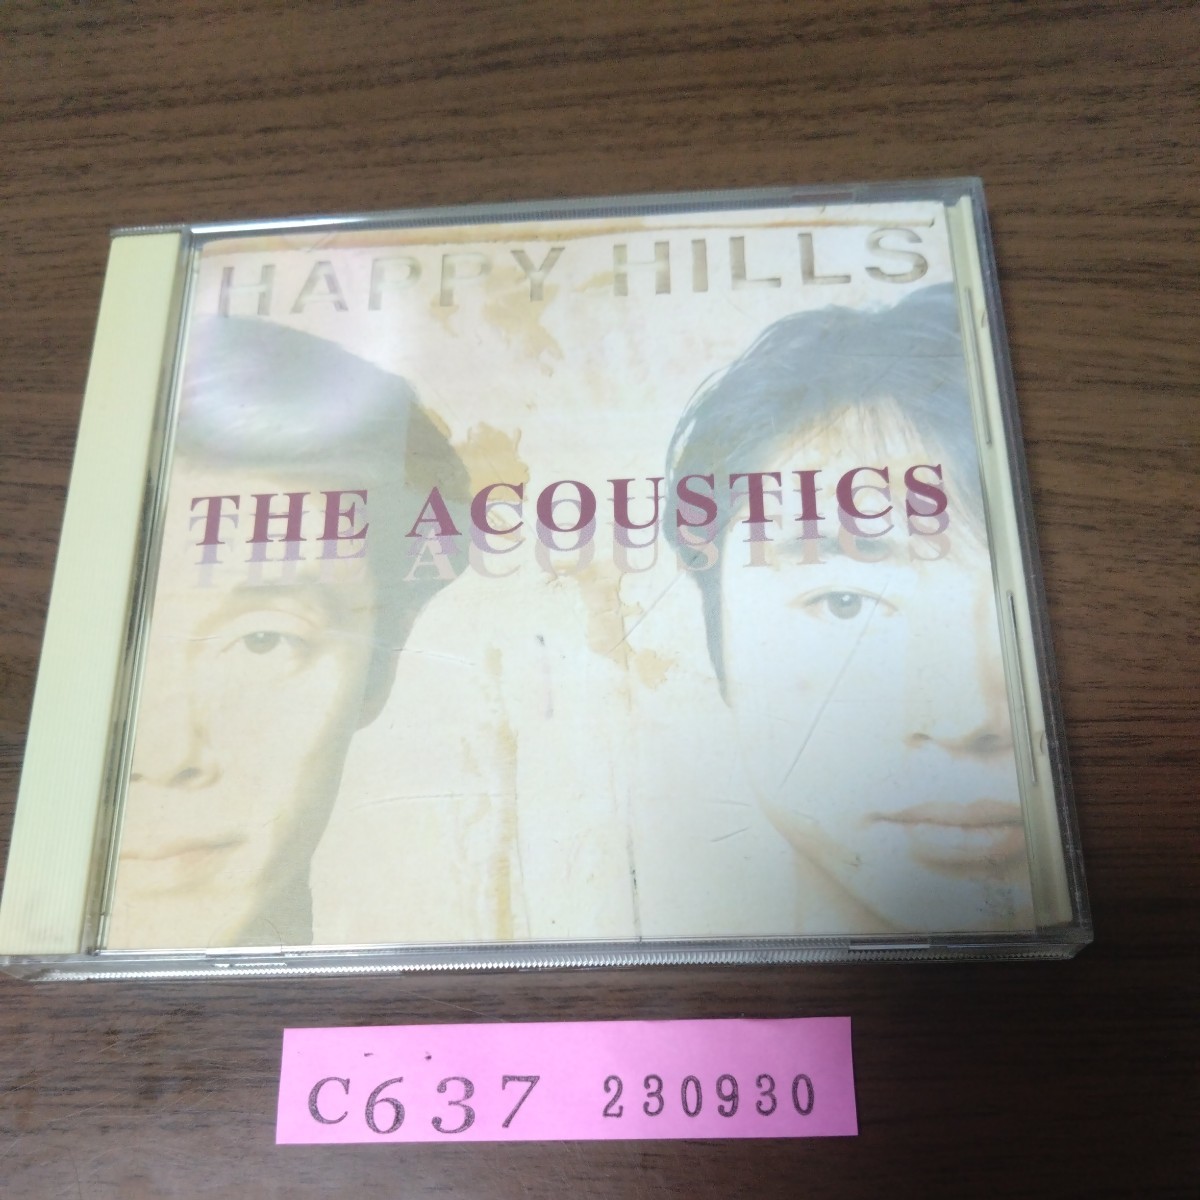 HAPPY HILLS
THE ACOUSTICS
C637 230930